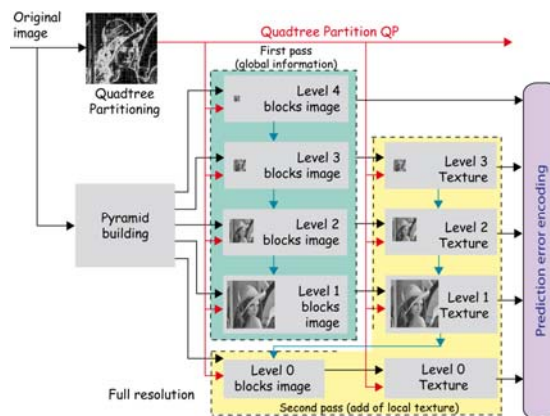 Original
image
Quadtree
Partitioning
Quadtree Partition QP
First pass
(global information)
Level 4
blocks image
Level 3
blocks image
Level 3
Texture
Pyramid
building
Level 2
blocks image
Level 2
Texture
Level 1
blocks
image
Level 1
Texture
Level 0
blocks image
Level 0
Texture
Full resolution
Second pass (add of local texture)
Prediction error encoding